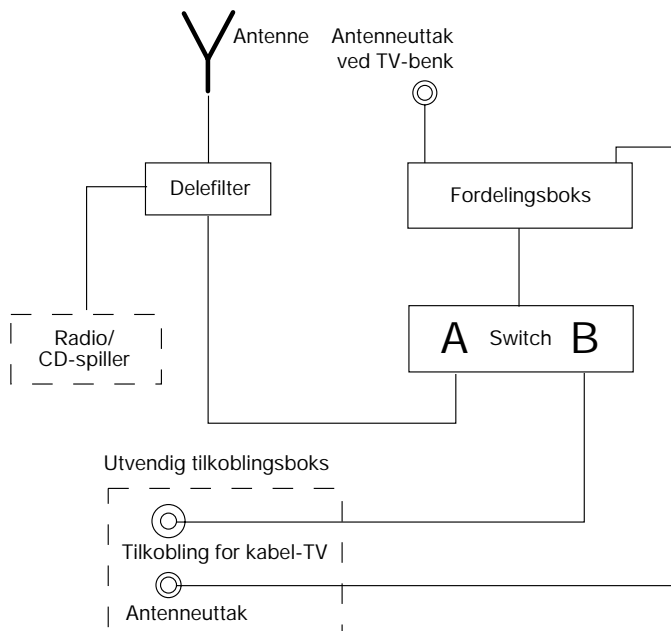 Antenne
Antenneuttak
ved TV-benk
Delefilter
Fordelingsboks
Radio/
CD-spiller
A Switch B
Utvendig tilkoblingsboks
Tilkobling for kabel-TV
Antenneuttak